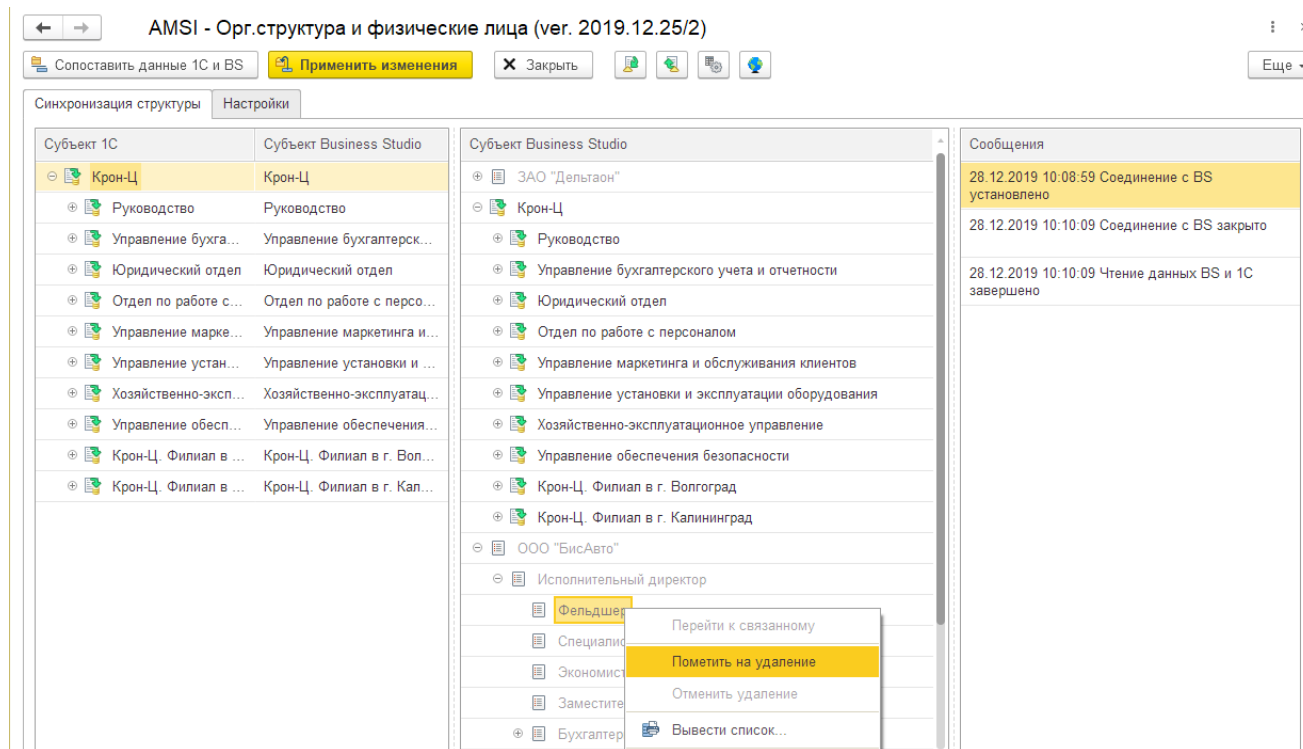 AMSI - Орг.структура и физические лица (ver. 2019.12.25/2)
Сопоставить данные 1С и BS Применить изменения Закрыть Еще
Синхронизация структуры Настройки
Субъект 1С Субъект Business Studio Субъект Business Studio Сообщения
Крон-Ц Крон-Ц ЗАО "Дельтаон" 28.12.2019 10:08:59 Соединение с BS
установлено
Руководство Руководство Крон-Ц
28.12.2019 10:10:09 Соединение с BS закрыто
Управление бухга... Управление бухгалтерск... Руководство
Юридический отдел Юридический отдел Управление бухгалтерского учета и отчетности 28.12.2019 10:10:09 Чтение данных BS и 1С
завершено
Отдел по работе с... Отдел по работе с персо... Юридический отдел
Управление марке... Управление маркетинга и... Отдел по работе с персоналом
Управление устан... Управление установки и ... Управление маркетинга и обслуживания клиентов
Хозяйственно-эксп... Хозяйственно-эксплуатац... Управление установки и эксплуатации оборудования
Управление обесп... Управление обеспечения... Хозяйственно-эксплуатационное управление
Крон-Ц. Филиал в ... Крон-Ц. Филиал в г. Вол... Управление обеспечения безопасности
Крон-Ц. Филиал в ... Крон-Ц. Филиал в г. Кал... Крон-Ц. Филиал в г. Волгоград
Крон-Ц. Филиал в г. Калининград
ООО "БисАвто"
Исполнительный директор
Фельдшер
Перейти к связанному
Специалис
Пометить на удаление
Экономист
Отменить удаление
Заместите
Вывести список...
Бухгалтер